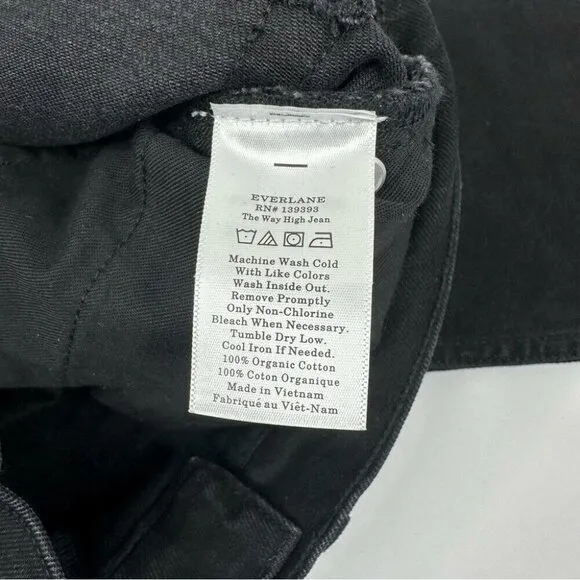 EVERLANE
RN# 139393
The Way High Jean
Machine Wash Cold
With Like Colors
Wash Inside Out.
Remove Promptly
Only Non-Chlorine
Bleach When Necessary.
Tumble Dry Low.
Cool Iron If Needed.
100% Organic Cotton
100% Coton Organique
Made in Vietnam
Fabriqué au Viêt-Nam